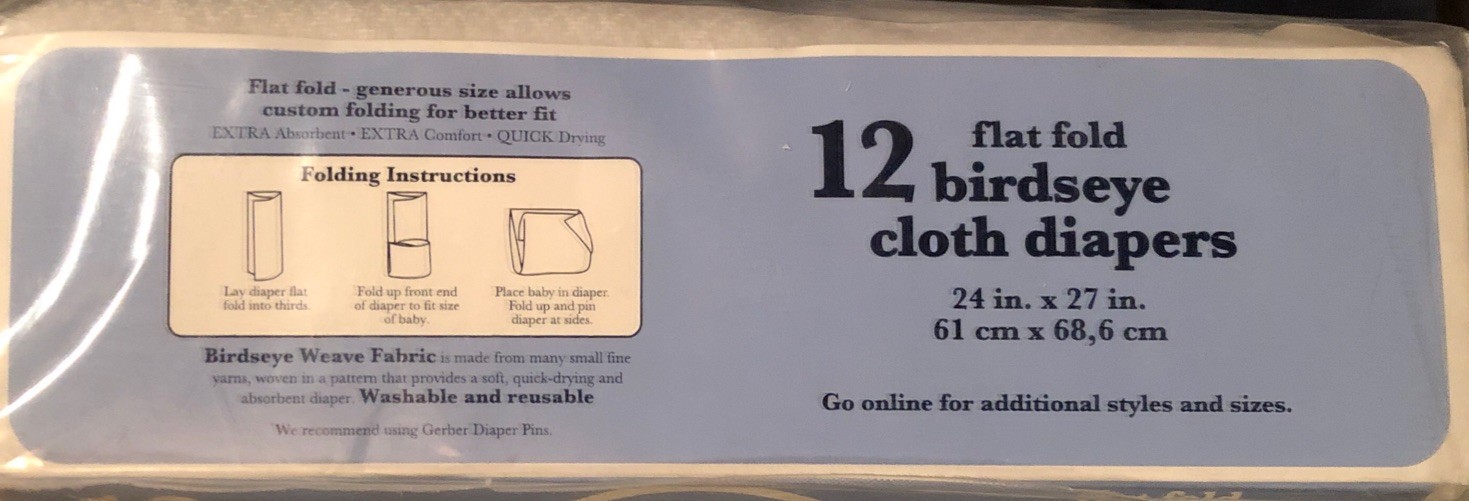 Flat fold - generous size allows
custom folding for better fit
EXTRA Absorbent • EXTRA Comfort • QUICK Drying
Folding Instructions
Lay diaper flat
fold into thirds.
Fold up front end
of diaper to fit size
of baby.
Place baby in diaper.
Fold up and pin
diaper at sides.
Birdseye Weave Fabric is made from many small fine
yarns, woven in a pattern that provides a soft, quick-drying and
absorbent diaper. Washable and reusable
We recommend using Gerber Diaper Pins.
12 flat fold
birdseye
cloth diapers
24 in. x 27 in.
61 cm x 68,6 cm
Go online for additional styles and sizes.